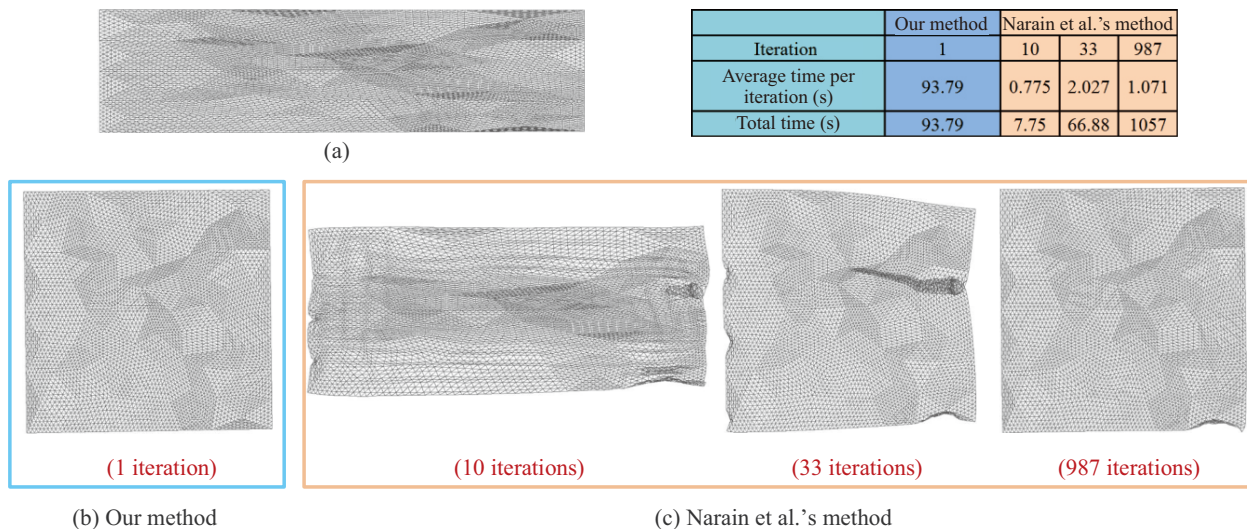 Our method Narain et al.'s method
Iteration 1 10 33 987
Average time per
iteration (s) 93.79 0.775 2.027 1.071
Total time (s) 93.79 7.75 66.88 1057
(a)
(1 iteration) (10 iterations) (33 iterations) (987 iterations)
(b) Our method (c) Narain et al.'s method